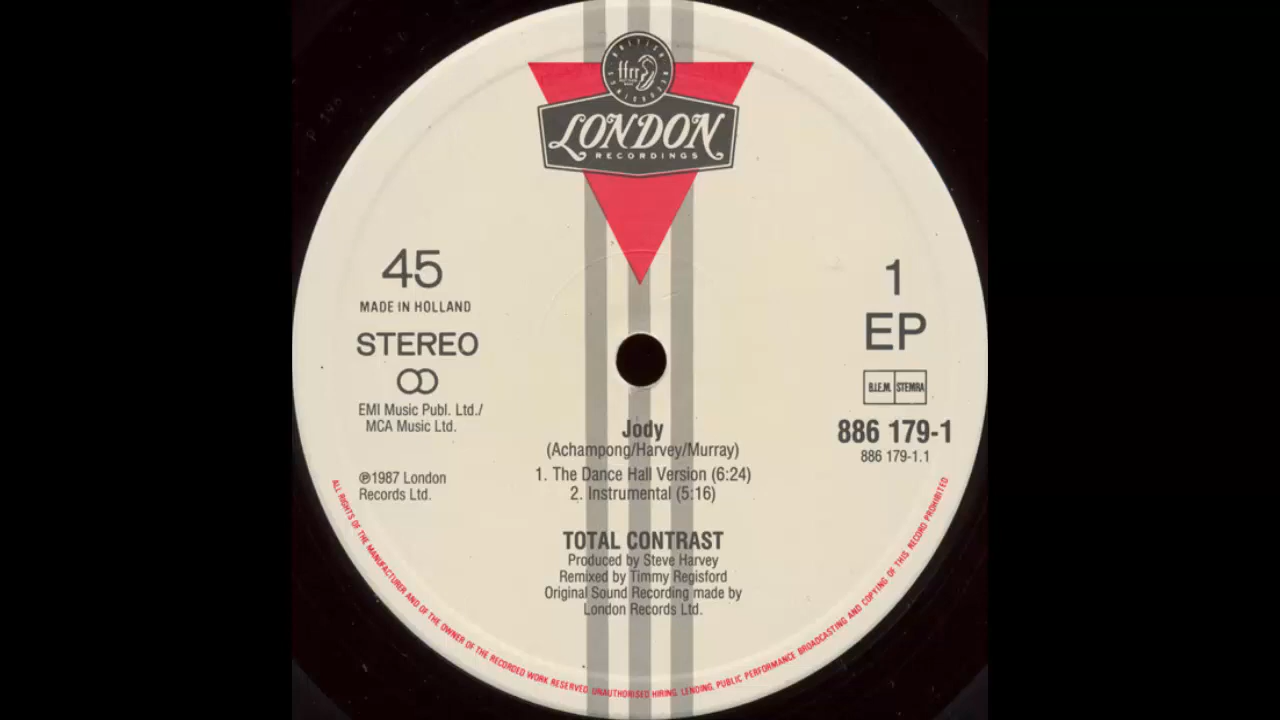 ffrr
LONDON
RECORDINGS
45
MADE IN HOLLAND
STEREO
EMI Music Publ. Ltd./
MCA Music Ltd.
℗1987 London
Records Ltd.
1
EP
B.I.E.M. STEMRA
886 179-1
886 179-1.1
Jody
(Achampong/Harvey/Murray)
1. The Dance Hall Version (6:24)
2. Instrumental (5:16)
TOTAL CONTRAST
Produced by Steve Harvey
Remixed by Timmy Regisford
Original Sound Recording made by
London Records Ltd.
ALL RIGHTS OF THE MANUFACTURER AND OF THE OWNER OF THE RECORDED WORK RESERVED. UNAUTHORISED HIRING, LENDING, PUBLIC PERFORMANCE BROADCASTING AND COPYING OF THIS RECORD PROHIBITED